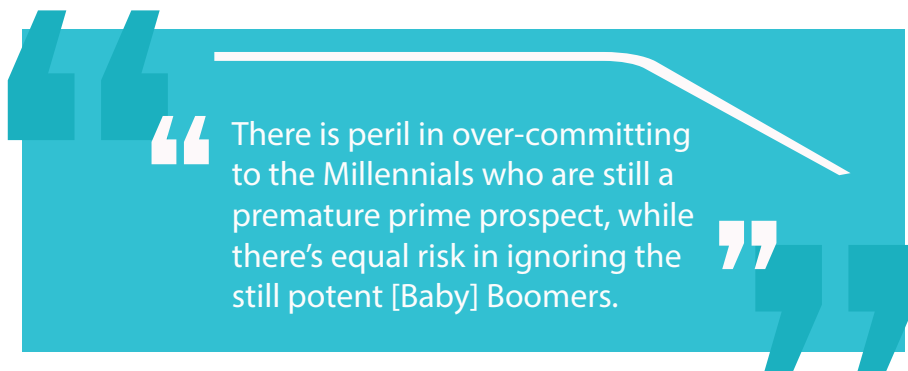 “ There is peril in over-committing
to the Millennials who are still a
premature prime prospect, while
there’s equal risk in ignoring the
still potent [Baby] Boomers. ”